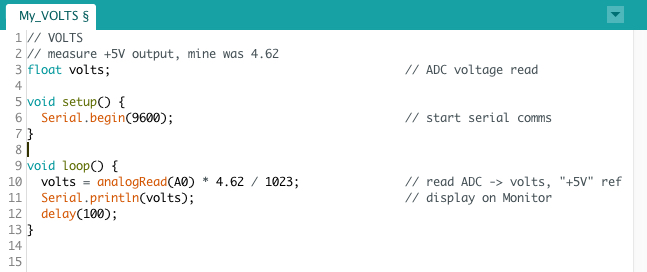 My_VOLTS §
1 // VOLTS
2 // measure +5V output, mine was 4.62
3 float volts; // ADC voltage read
4
5 void setup() {
6 Serial.begin(9600); // start serial comms
7 }
8
9 void loop() {
10 volts = analogRead(A0) * 4.62 / 1023; // read ADC -> volts, "+5V" ref
11 Serial.println(volts); // display on Monitor
12 delay(100);
13 }
14
15